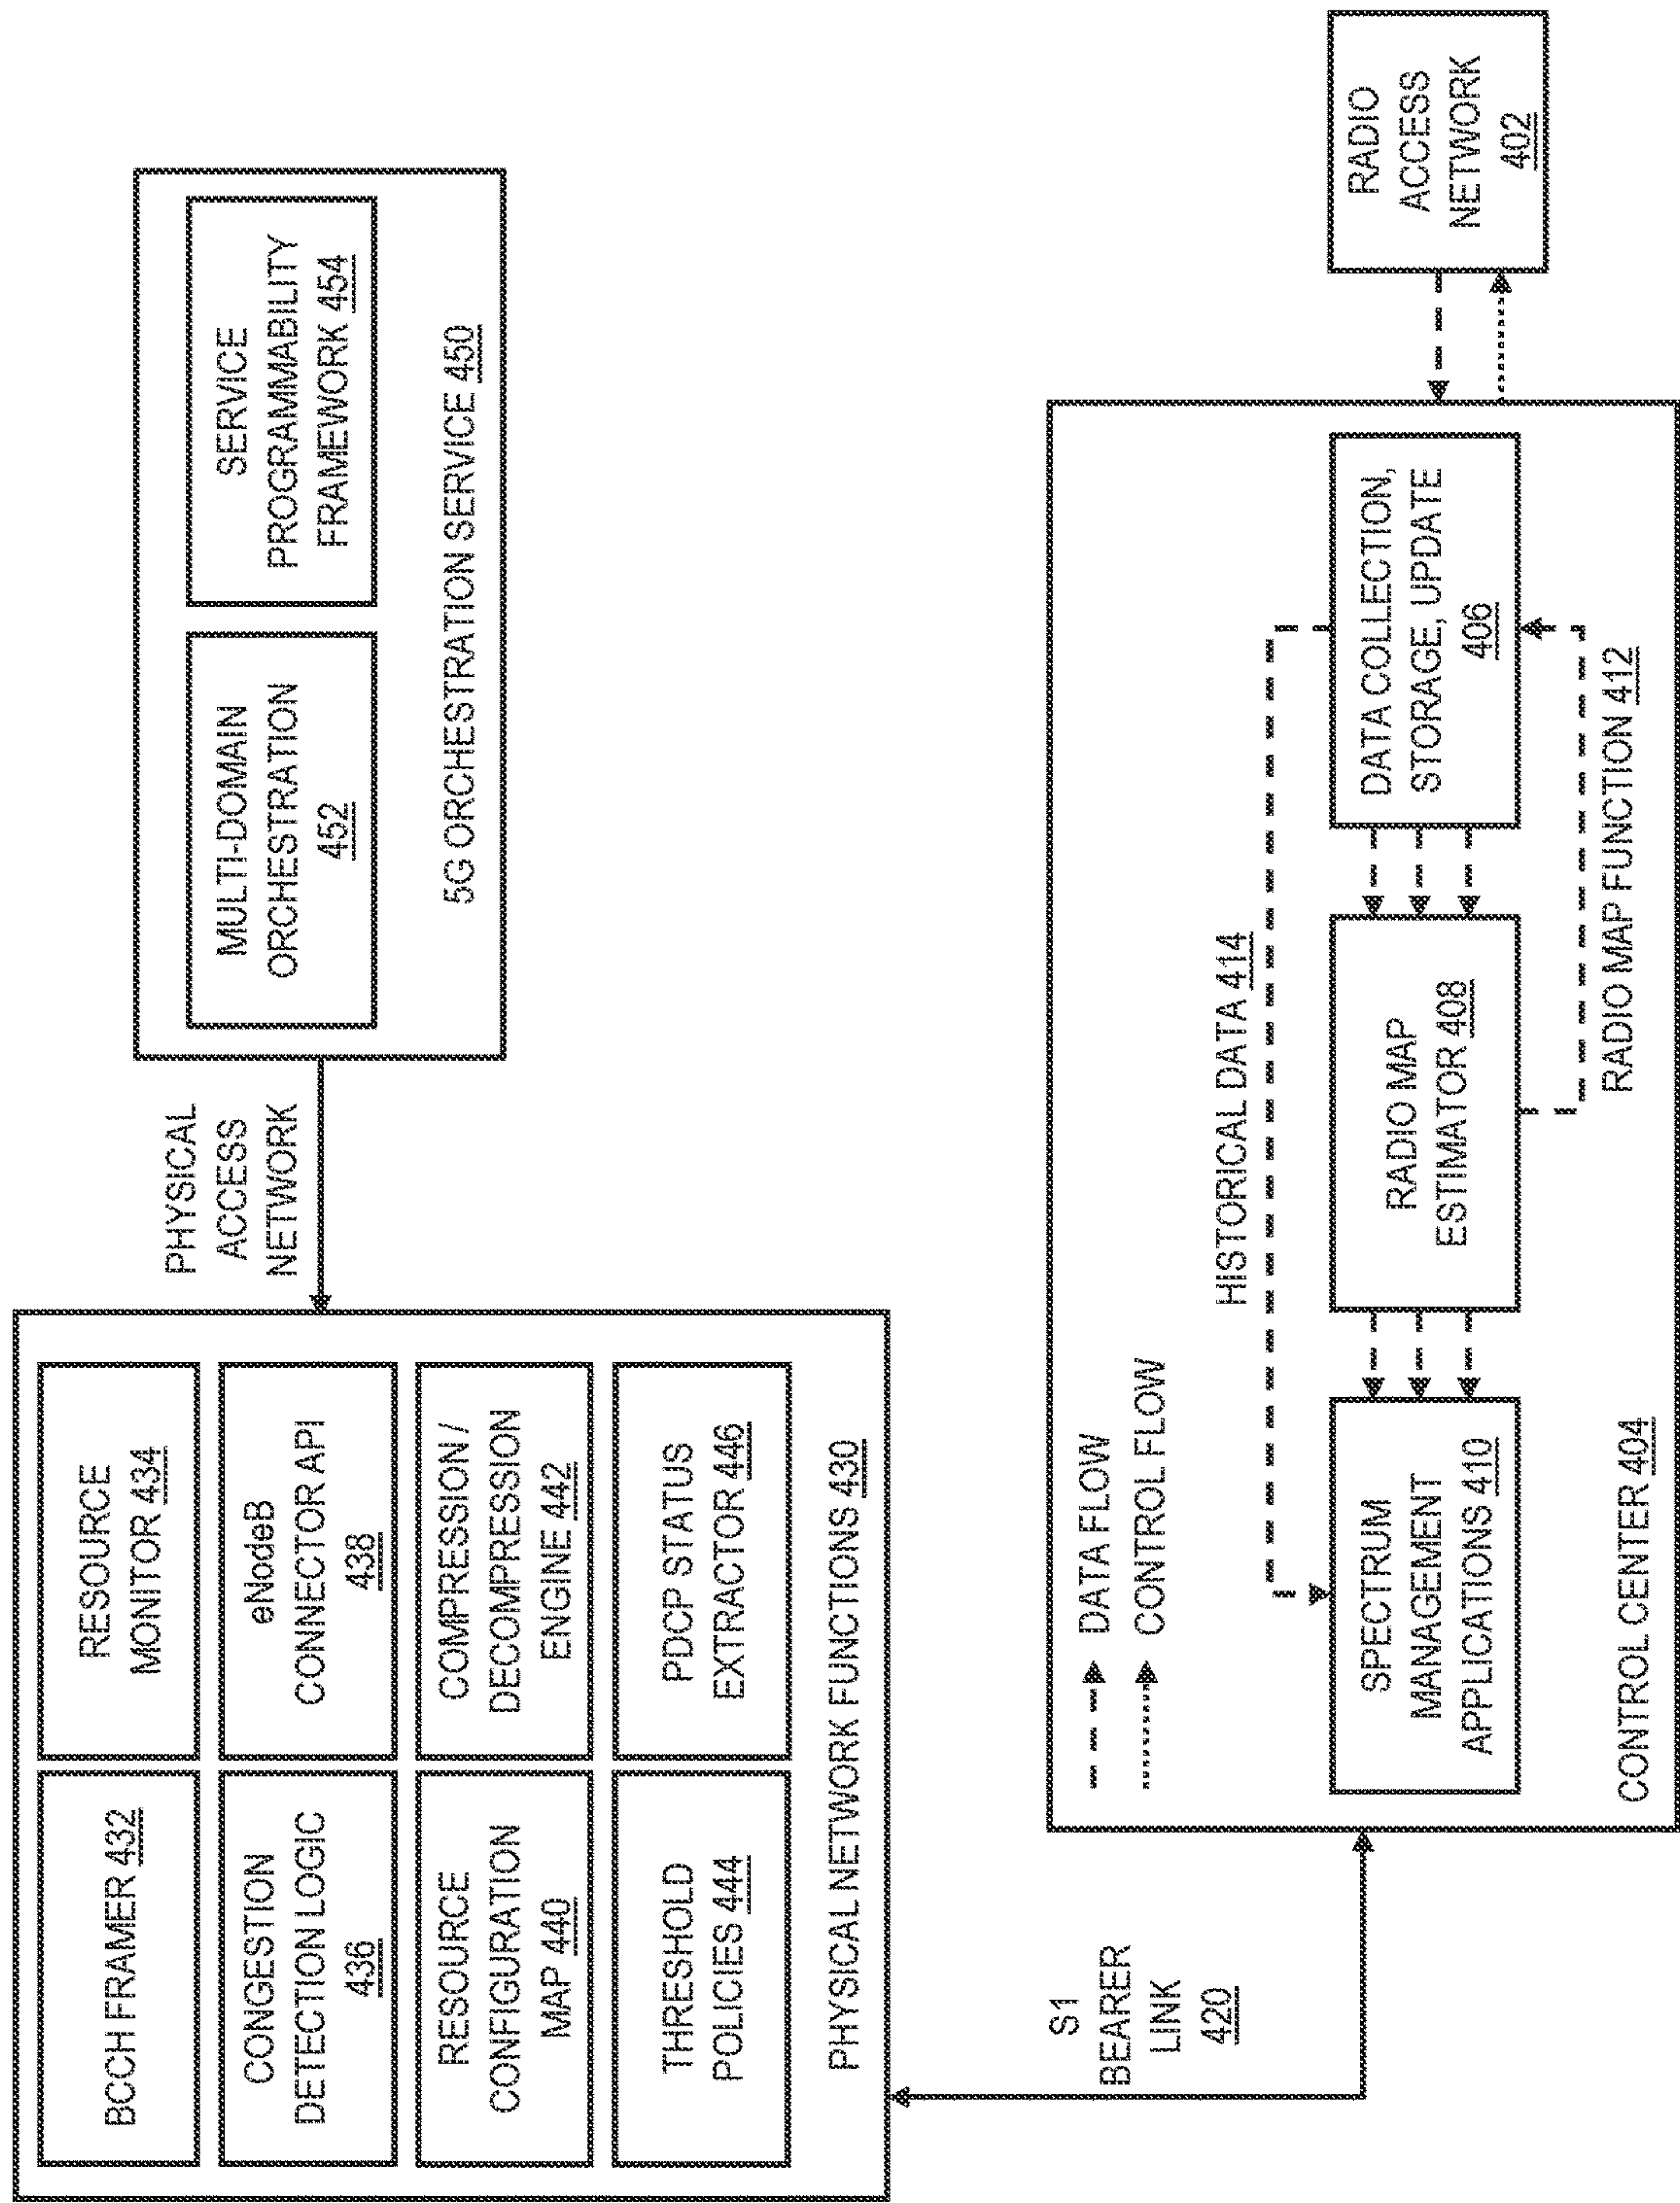 BCCH FRAMER 432
RESOURCE
MONITOR 434
CONGESTION
DETECTION LOGIC
436
eNodeB
CONNECTOR API
438
RESOURCE
CONFIGURATION
MAP 440
COMPRESSION /
DECOMPRESSION
ENGINE 442
THRESHOLD
POLICIES 444
PDCP STATUS
EXTRACTOR 446
PHYSICAL NETWORK FUNCTIONS 430
PHYSICAL
ACCESS
NETWORK
MULTI-DOMAIN
ORCHESTRATION
452
SERVICE
PROGRAMMABILITY
FRAMEWORK 454
5G ORCHESTRATION SERVICE 450
S1
BEARER
LINK
420
DATA FLOW
CONTROL FLOW
HISTORICAL DATA 414
SPECTRUM
MANAGEMENT
APPLICATIONS 410
RADIO MAP
ESTIMATOR 408
DATA COLLECTION,
STORAGE, UPDATE
406
RADIO MAP FUNCTION 412
CONTROL CENTER 404
RADIO
ACCESS
NETWORK
402